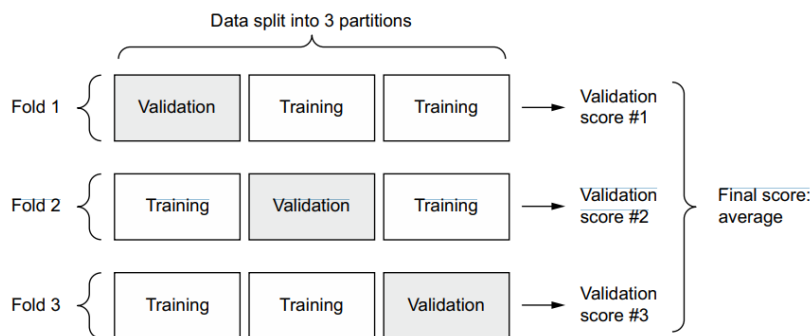 Data split into 3 partitions
Fold 1
Validation
Training
Training
Validation
score #1
Fold 2
Training
Validation
Training
Validation
score #2
Final score:
average
Fold 3
Training
Training
Validation
Validation
score #3